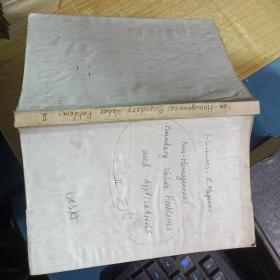 Non-Homogeneous Boundary Value Problems II
J-L-Lions. E. Magenes
Non-Homogeneous
Boundary Value Problems
and Applications
II